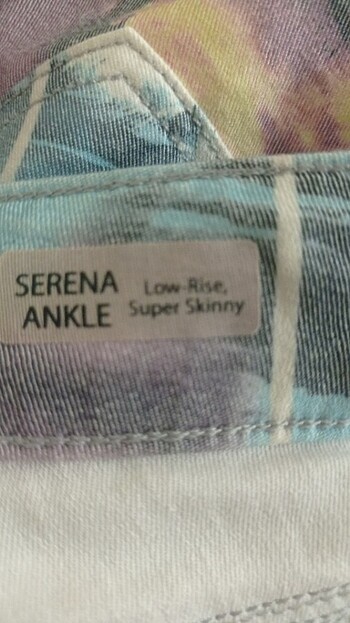 SERENA
ANKLE
Low-Rise,
Super Skinny